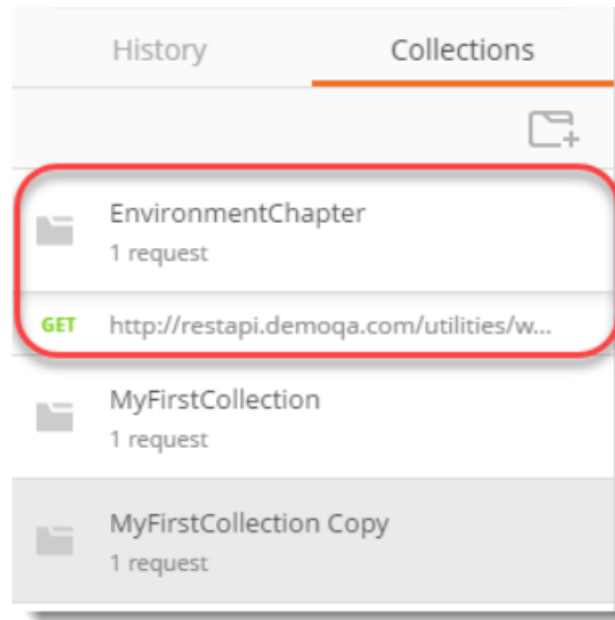 History Collections
EnvironmentChapter
1 request
GET http://restapi.demoqa.com/utilities/w...
MyFirstCollection
1 request
MyFirstCollection Copy
1 request